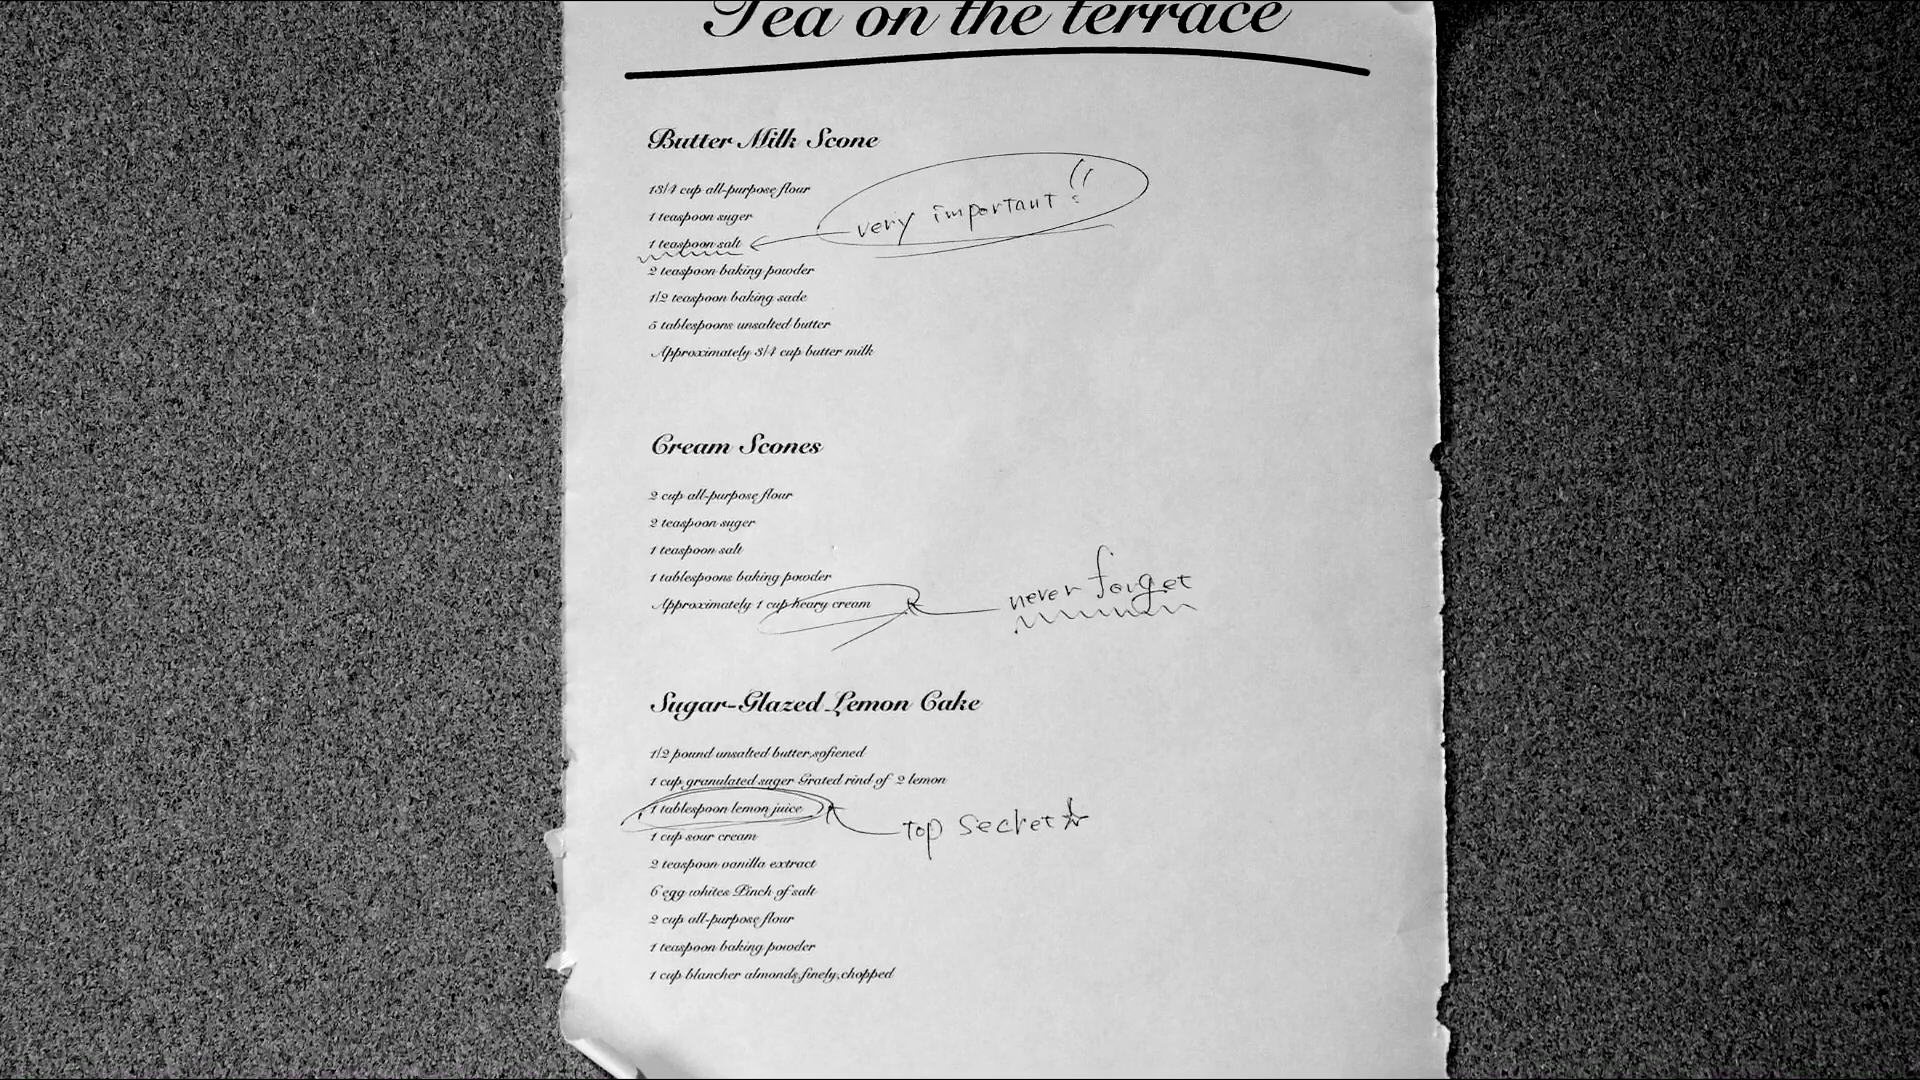 Tea on the terrace
Butter Milk Scone
13/4 cup all-purpose flour
1 teaspoon suger
1 teaspoon salt
very important!!
2 teaspoon baking powder
1/2 teaspoon baking sade
5 tablespoons unsalted butter
Approximately 3/4 cup butter milk
Cream Scones
2 cup all-purpose flour
2 teaspoon suger
1 teaspoon salt
1 tablespoons baking powder
Approximately 1 cup heary cream
never forget
Sugar-Glazed Lemon Cake
1/2 pound unsalted butter,sofiened
1 cup granulated suger Grated rind of 2 lemon
1 tablespoon lemon juice
Top Secret☆
1 cup sour cream
2 teaspoon vanilla extract
6 egg whites Pinch of salt
2 cup all-purpose flour
1 teaspoon baking powder
1 cup blancher almonds,finely,chopped